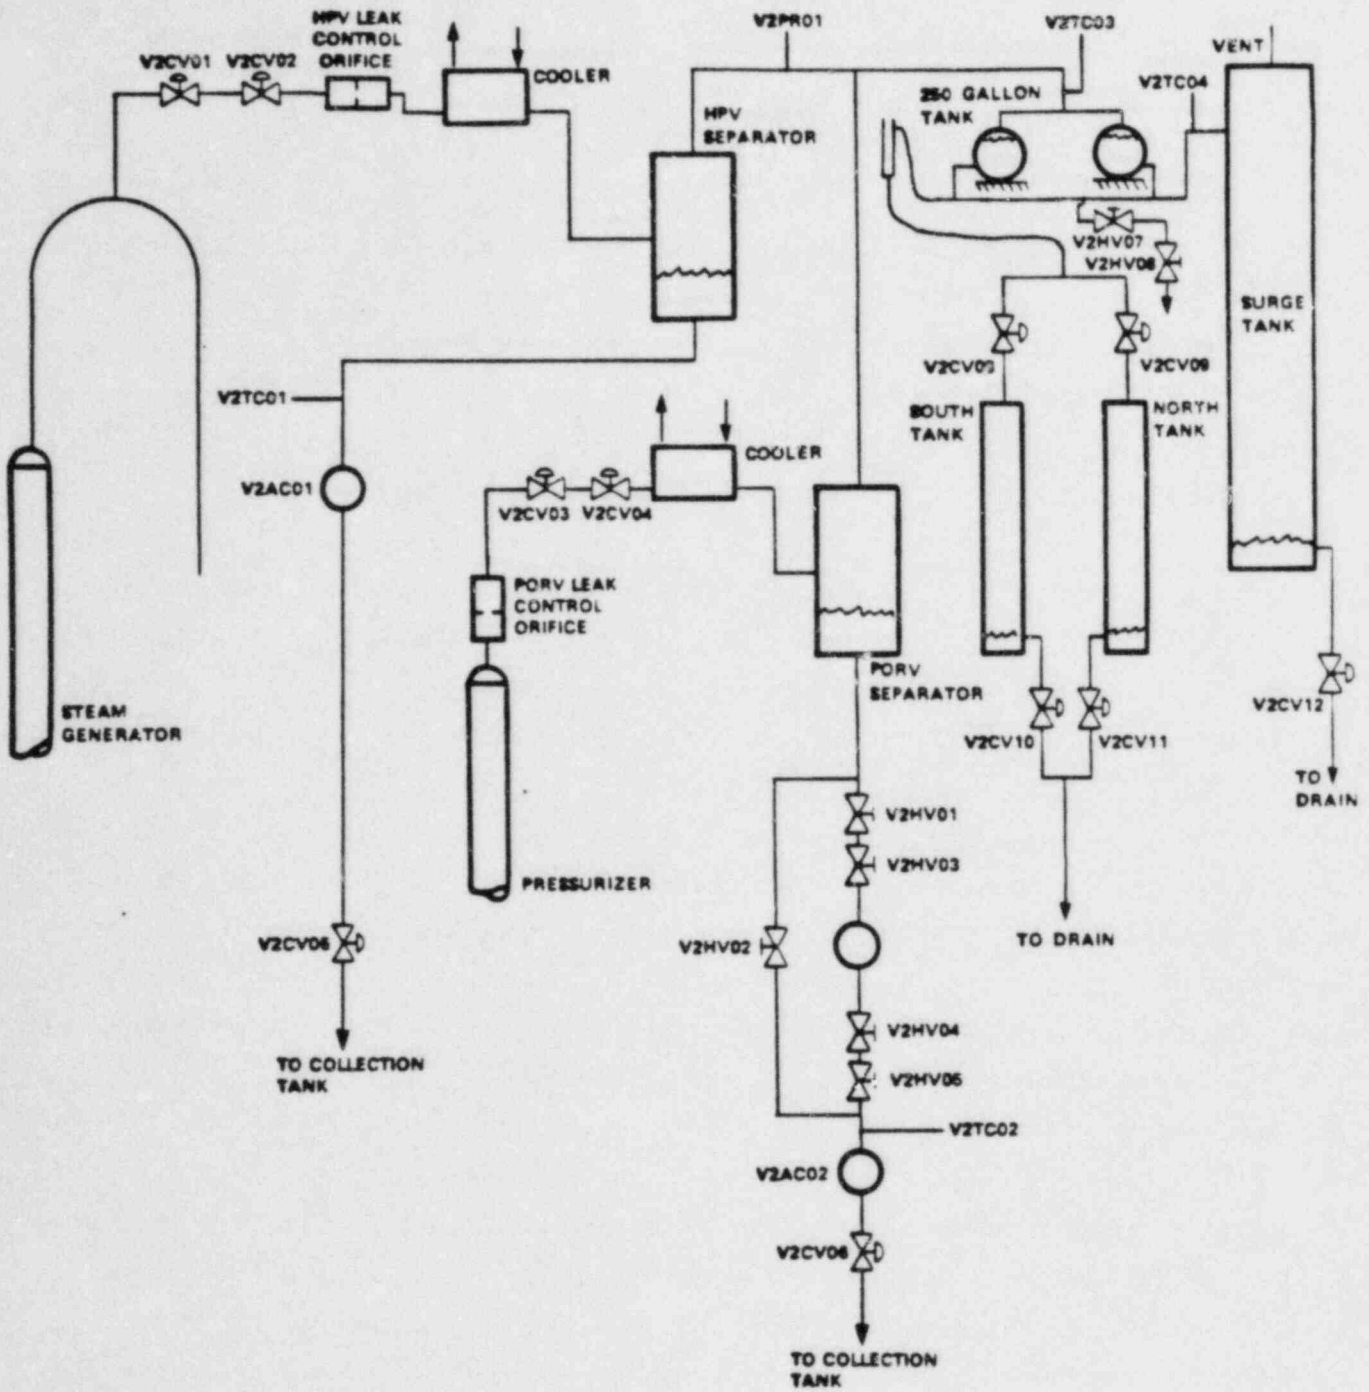 HPV LEAK
CONTROL
ORIFICE
V2CV01
V2CV02
COOLER
V2PR01
V2TC03
VENT
V2TC04
250 GALLON
TANK
HPV
SEPARATOR
V2HV07
V2HV08
SURGE
TANK
V2CV09
SOUTH
TANK
NORTH
TANK
V2TC01
COOLER
V2AC01
V2CV03
V2CV04
PORV LEAK
CONTROL
ORIFICE
PORV
SEPARATOR
STEAM
GENERATOR
V2CV10
V2CV11
V2CV12
TO
DRAIN
V2HV01
V2HV03
PRESSURIZER
V2HV02
TO DRAIN
V2HV04
TO COLLECTION
TANK
V2HV05
V2TC02
V2AC02
V2CV06
TO COLLECTION
TANK